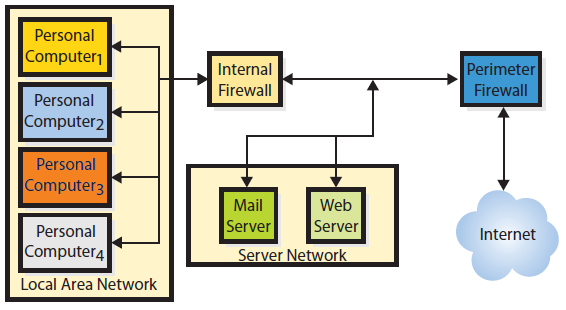 Personal
Computer1
Personal
Computer2
Personal
Computer3
Personal
Computer4
Local Area Network
Internal
Firewall
Perimeter
Firewall
Mail
Server
Web
Server
Server Network
Internet